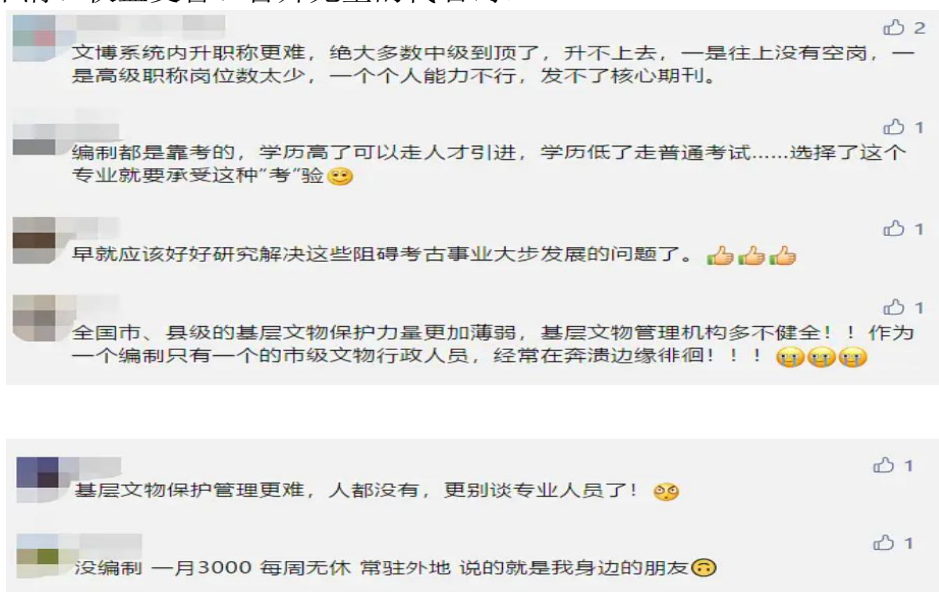 2
文博系统内升职称更难，绝大多数中级到顶了，升不上去，一是往上没有空岗，一
是高级职称岗位数太少，一个个人能力不行，发不了核心期刊。
1
编制都是靠考的，学历高了可以走人才引进，学历低了走普通考试……选择了这个
专业就要承受这种“考”验
1
早就应该好好研究解决这些阻碍考古事业大步发展的问题了。
1
全国市、县级的基层文物保护力量更加薄弱，基层文物管理机构多不健全！！作为
一个编制只有一个的市级文物行政人员，经常在奔溃边缘徘徊！！！
1
基层文物保护管理更难，人都没有，更别谈专业人员了！
1
没编制 一月3000 每周无休 常驻外地 说的就是我身边的朋友